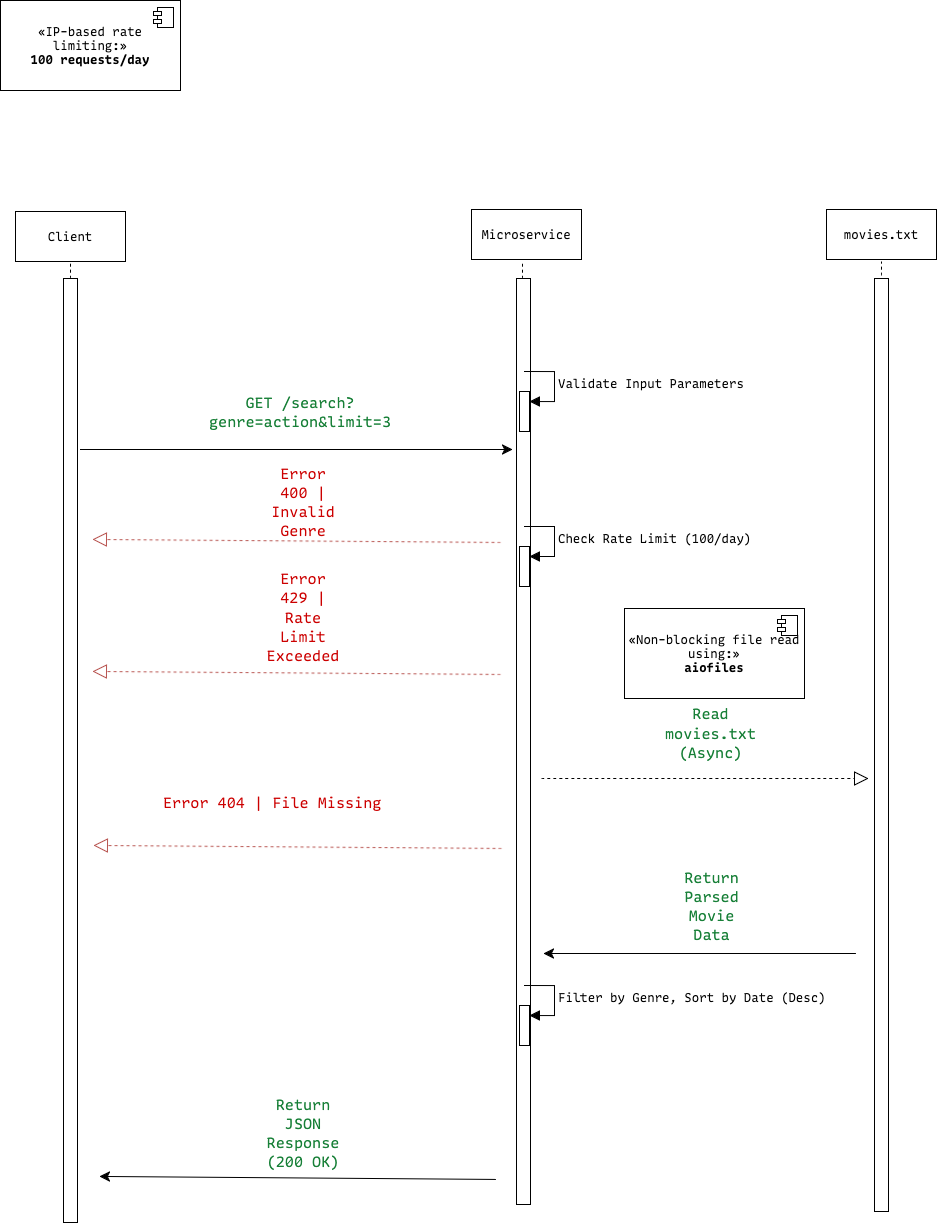 «IP-based rate
limiting:»
100 requests/day
Client
Microservice
movies.txt
Validate Input Parameters
GET /search?
genre=action&limit=3
Error
400 |
Invalid
Genre
Check Rate Limit (100/day)
Error
429 |
Rate
Limit
Exceeded
«Non-blocking file read
using:»
aiofiles
Read
movies.txt
(Async)
Error 404 | File Missing
Return
Parsed
Movie
Data
Filter by Genre, Sort by Date (Desc)
Return
JSON
Response
(200 OK)